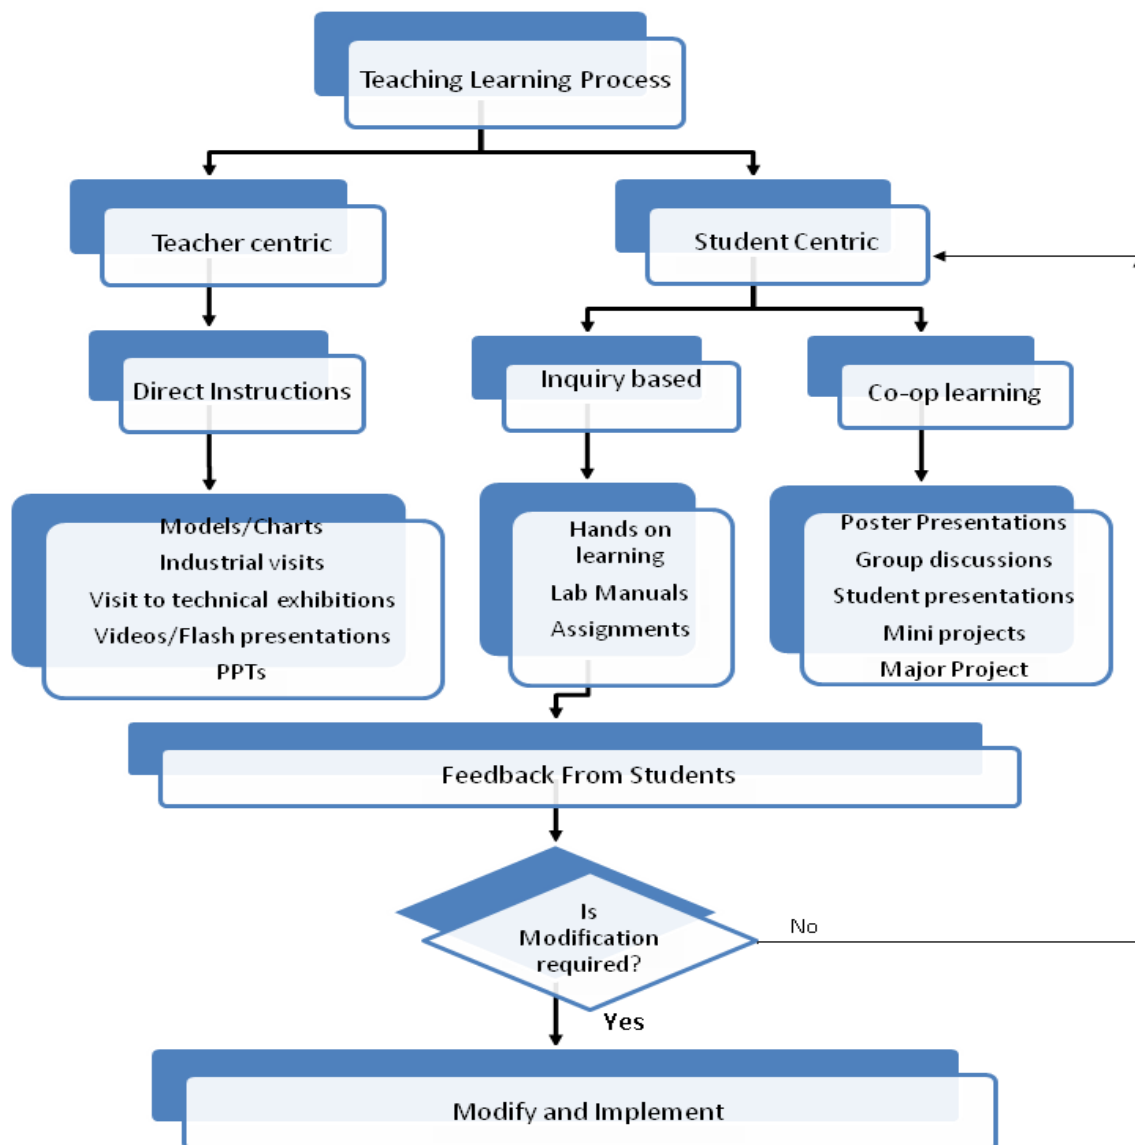 Teaching Learning Process
Teacher centric
Student Centric
Direct Instructions
Inquiry based
Co-op learning
Models/Charts
Industrial visits
Visit to technical exhibitions
Videos/Flash presentations
PPTs
Hands on
learning
Lab Manuals
Assignments
Poster Presentations
Group discussions
Student presentations
Mini projects
Major Project
Feedback From Students
Is
Modification
required?
No
Yes
Modify and Implement